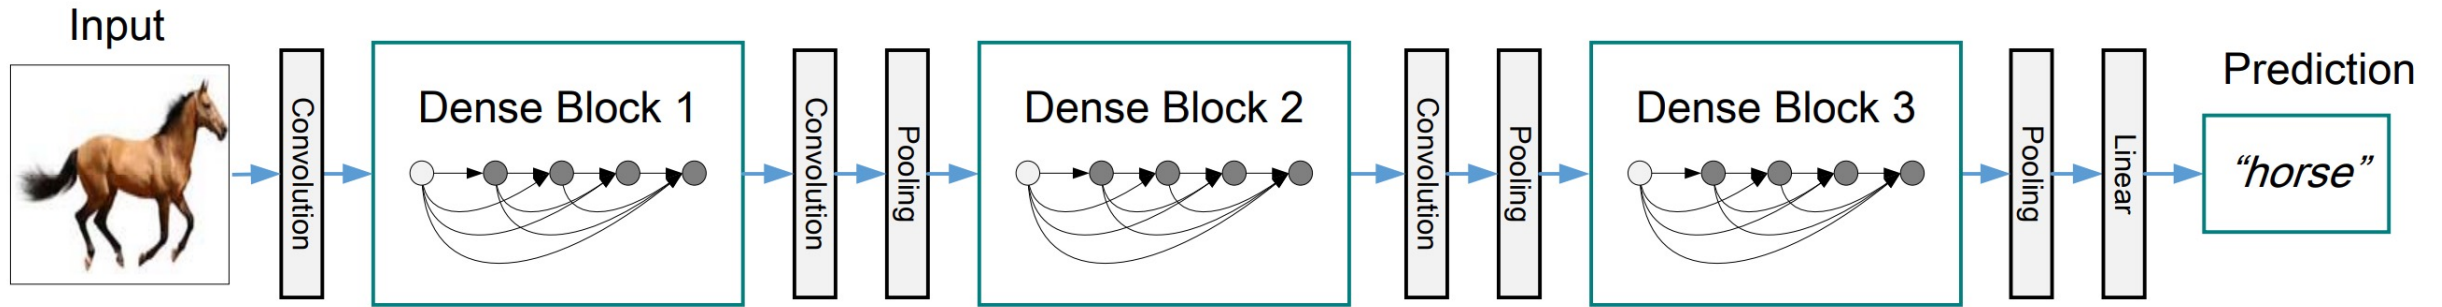 Input
Convolution
Dense Block 1
Convolution
Pooling
Dense Block 2
Convolution
Pooling
Dense Block 3
Pooling
Linear
Prediction
“horse”